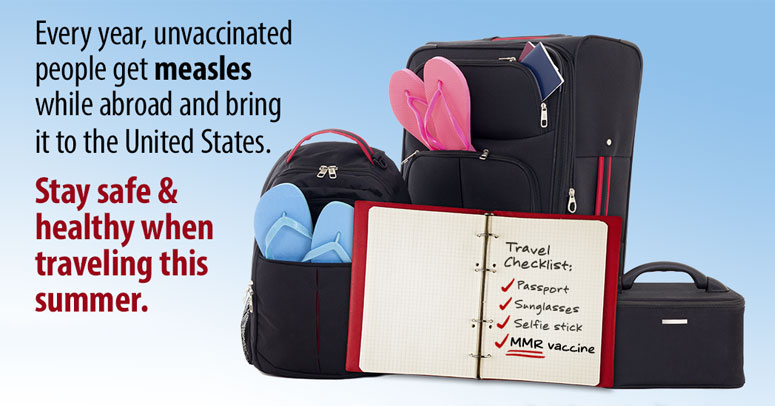 Every year, unvaccinated
people get measles
while abroad and bring
it to the United States.
Stay safe &
healthy when
traveling this
summer.
Travel
Checklist:
Passport
Sunglasses
Selfie stick
MMR vaccine